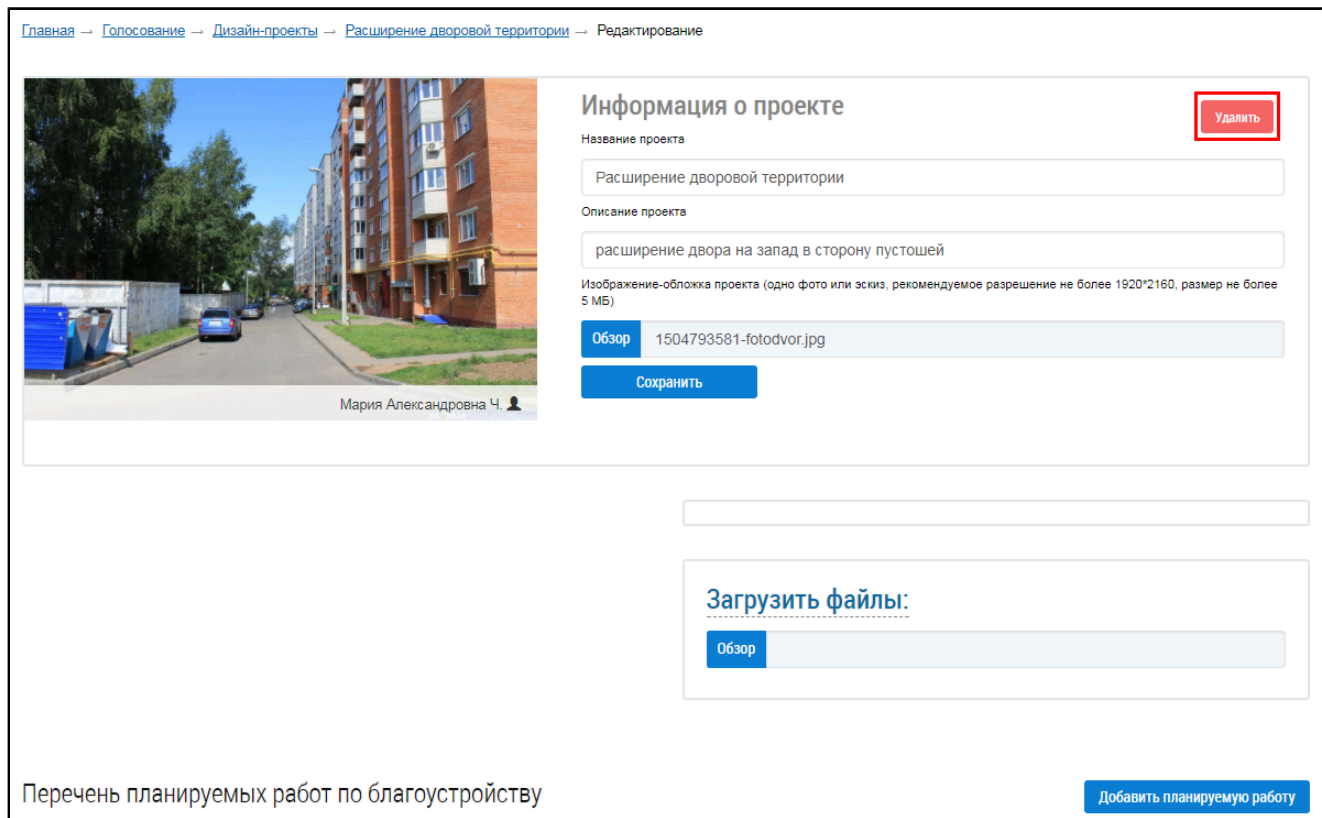 Главная → Голосование → Дизайн-проекты → Расширение дворовой территории → Редактирование
Информация о проекте
Удалить
Название проекта
Расширение дворовой территории
Описание проекта
расширение двора на запад в сторону пустошей
Изображение-обложка проекта (одно фото или эскиз, рекомендуемое разрешение не более 1920*2160, размер не более
5 МБ)
Обзор 1504793581-fotodvor.jpg
Сохранить
Мария Александровна Ч.
Загрузить файлы:
Обзор
Перечень планируемых работ по благоустройству
Добавить планируемую работу